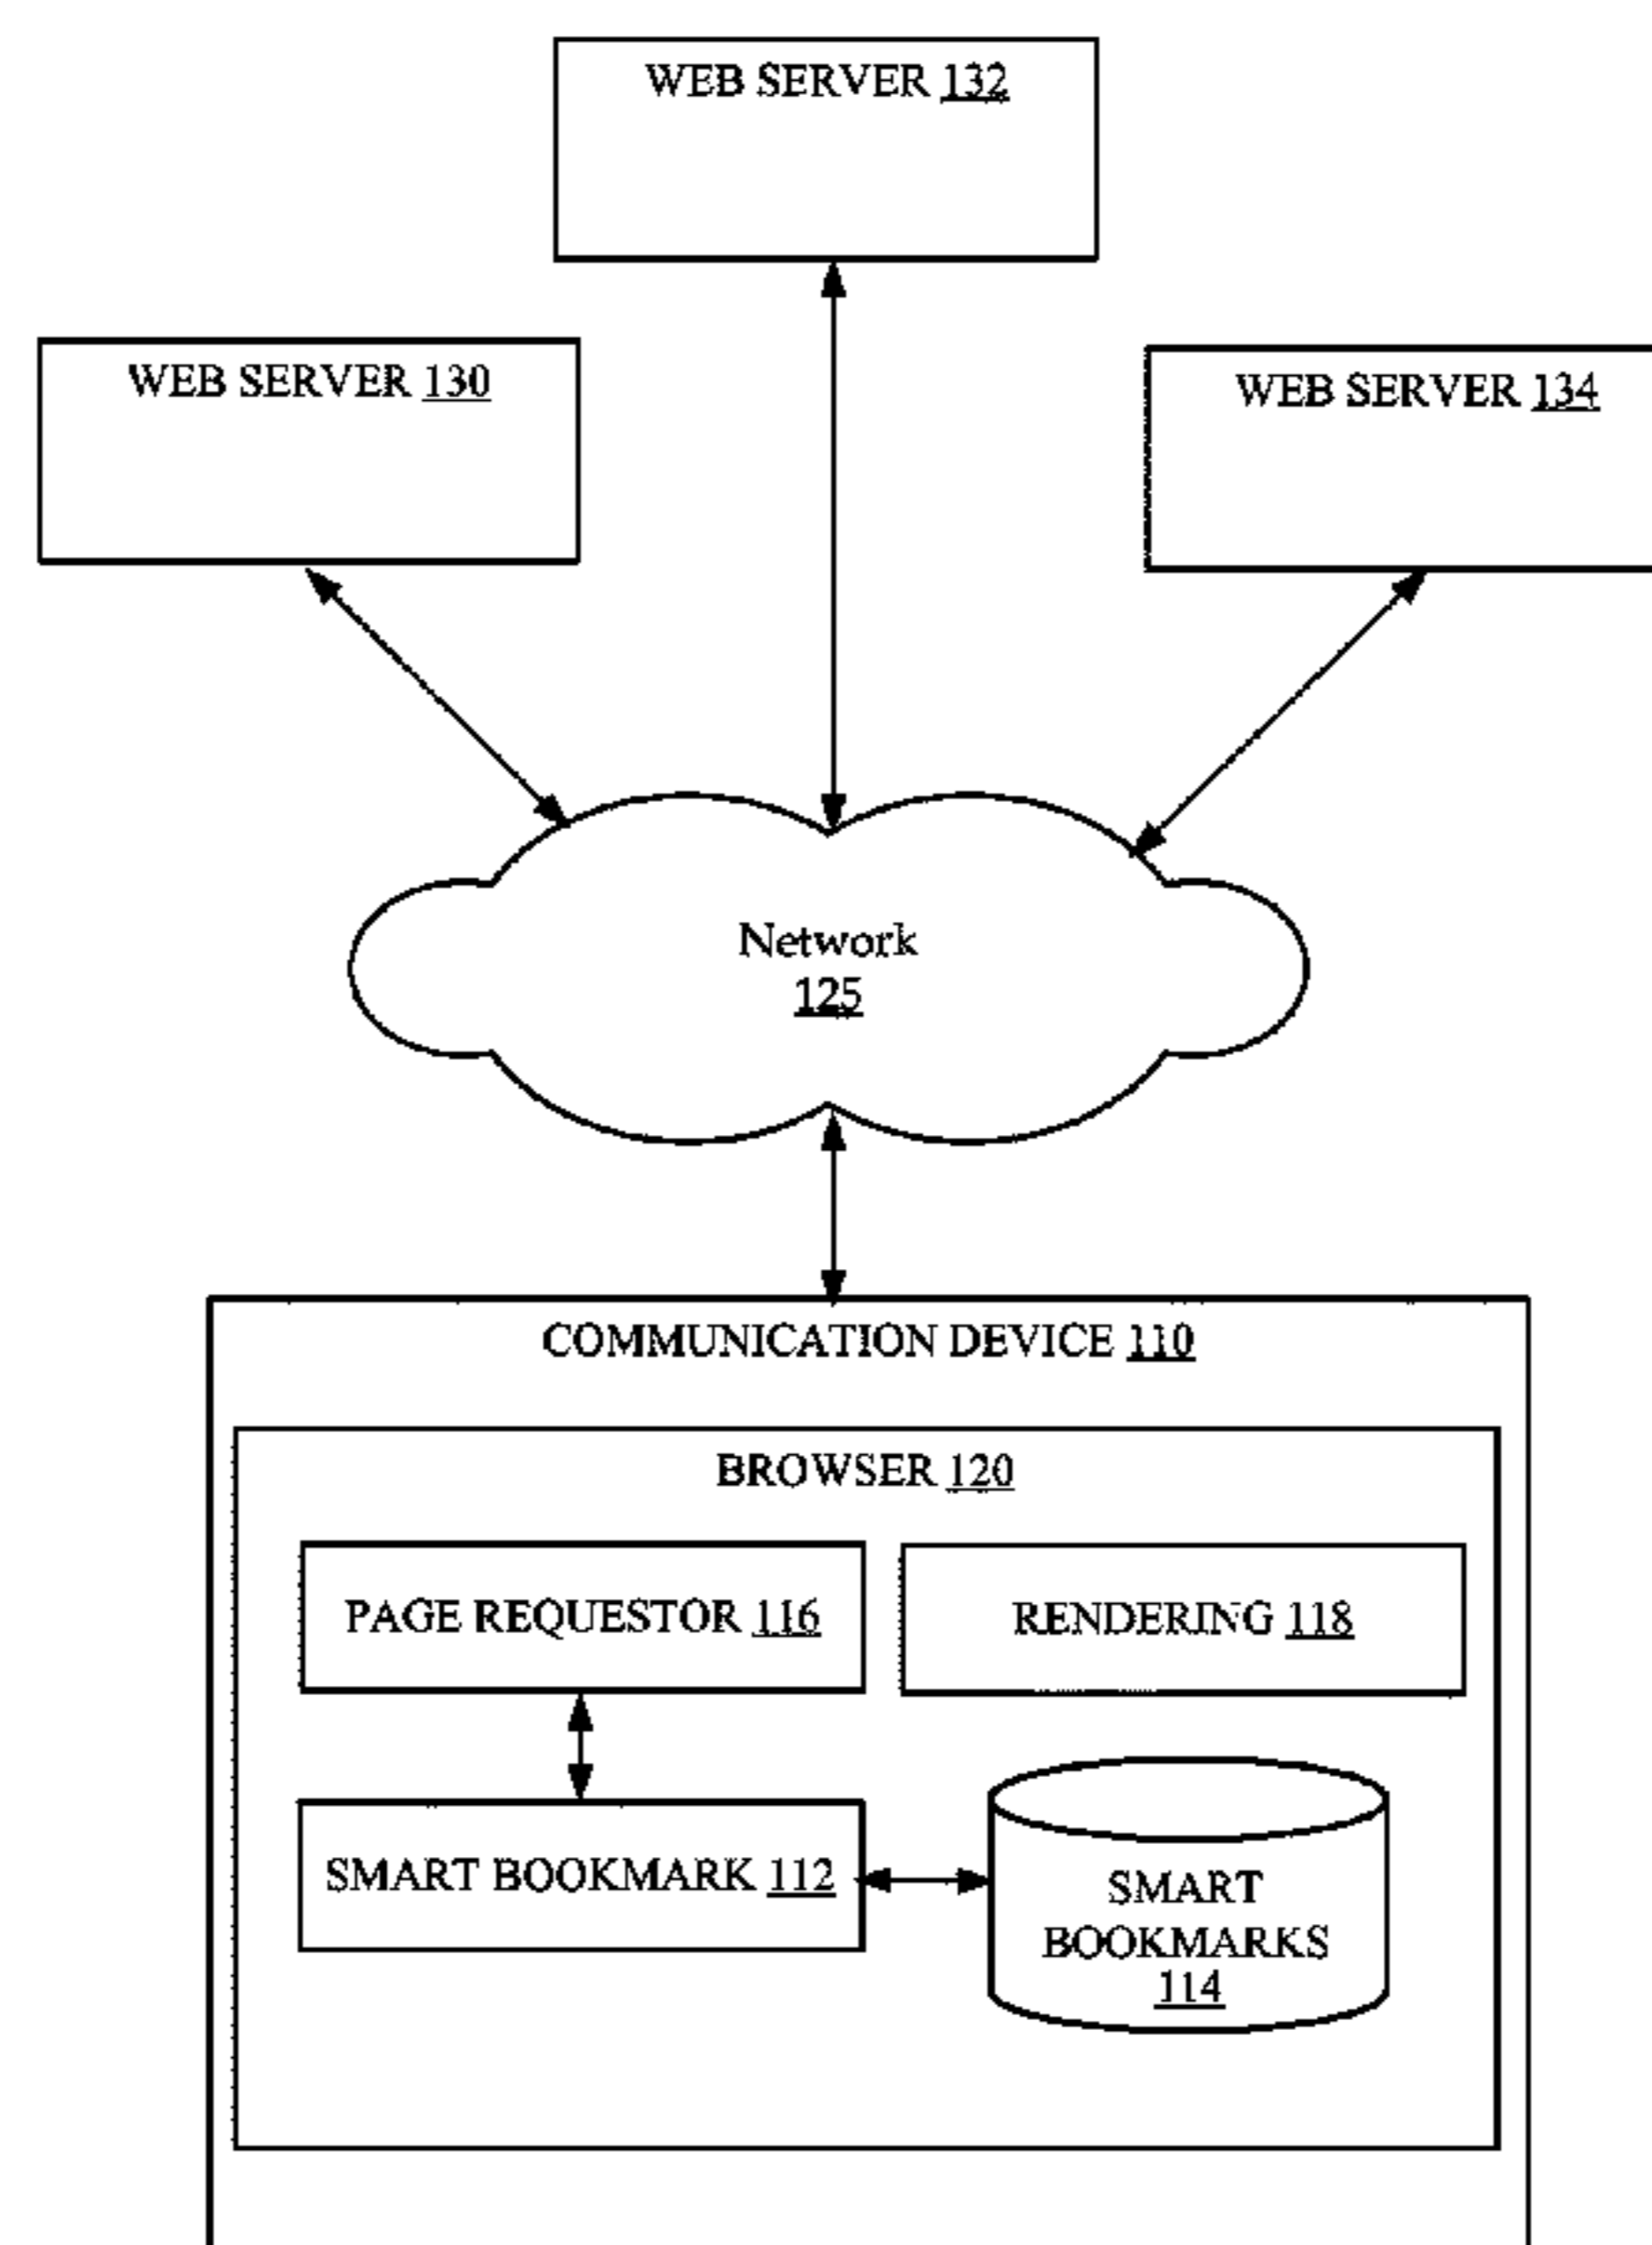 WEB SERVER 132
WEB SERVER 130
WEB SERVER 134
Network
125
COMMUNICATION DEVICE 110
BROWSER 120
PAGE REQUESTOR 116
RENDERING 118
SMART BOOKMARK 112
SMART
BOOKMARKS
114